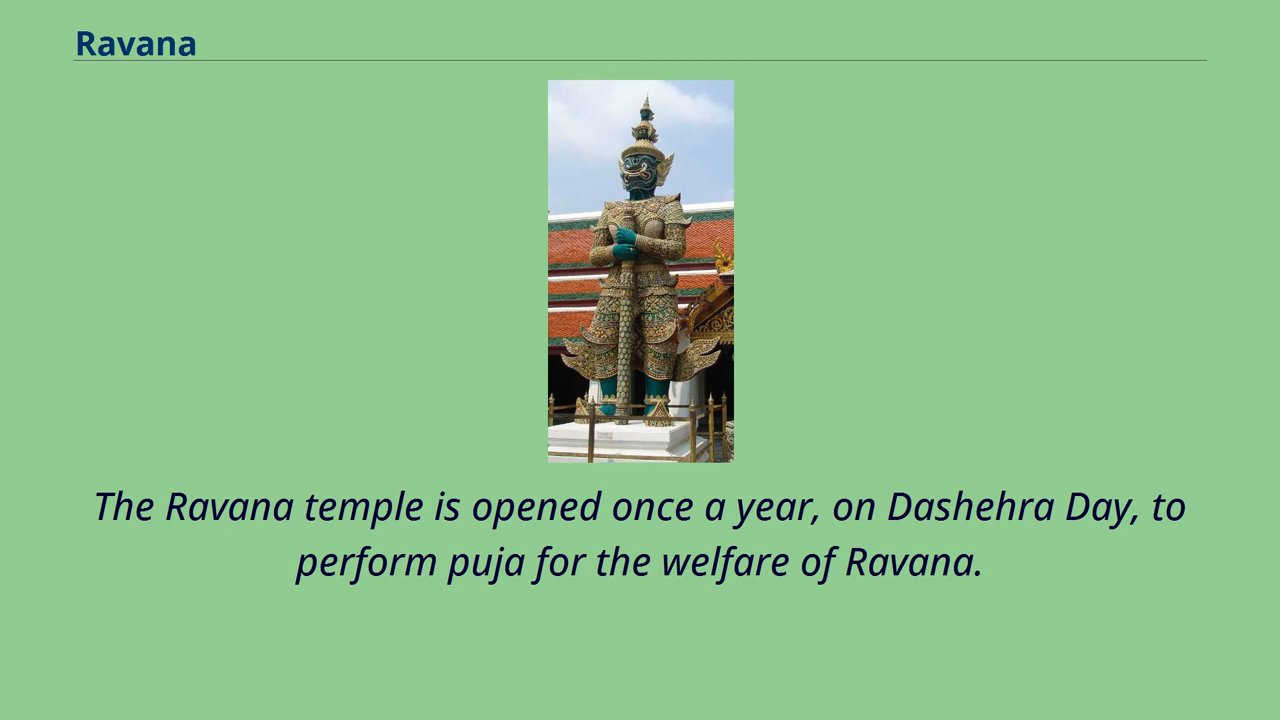 Ravana
The Ravana temple is opened once a year, on Dashehra Day, to
perform puja for the welfare of Ravana.